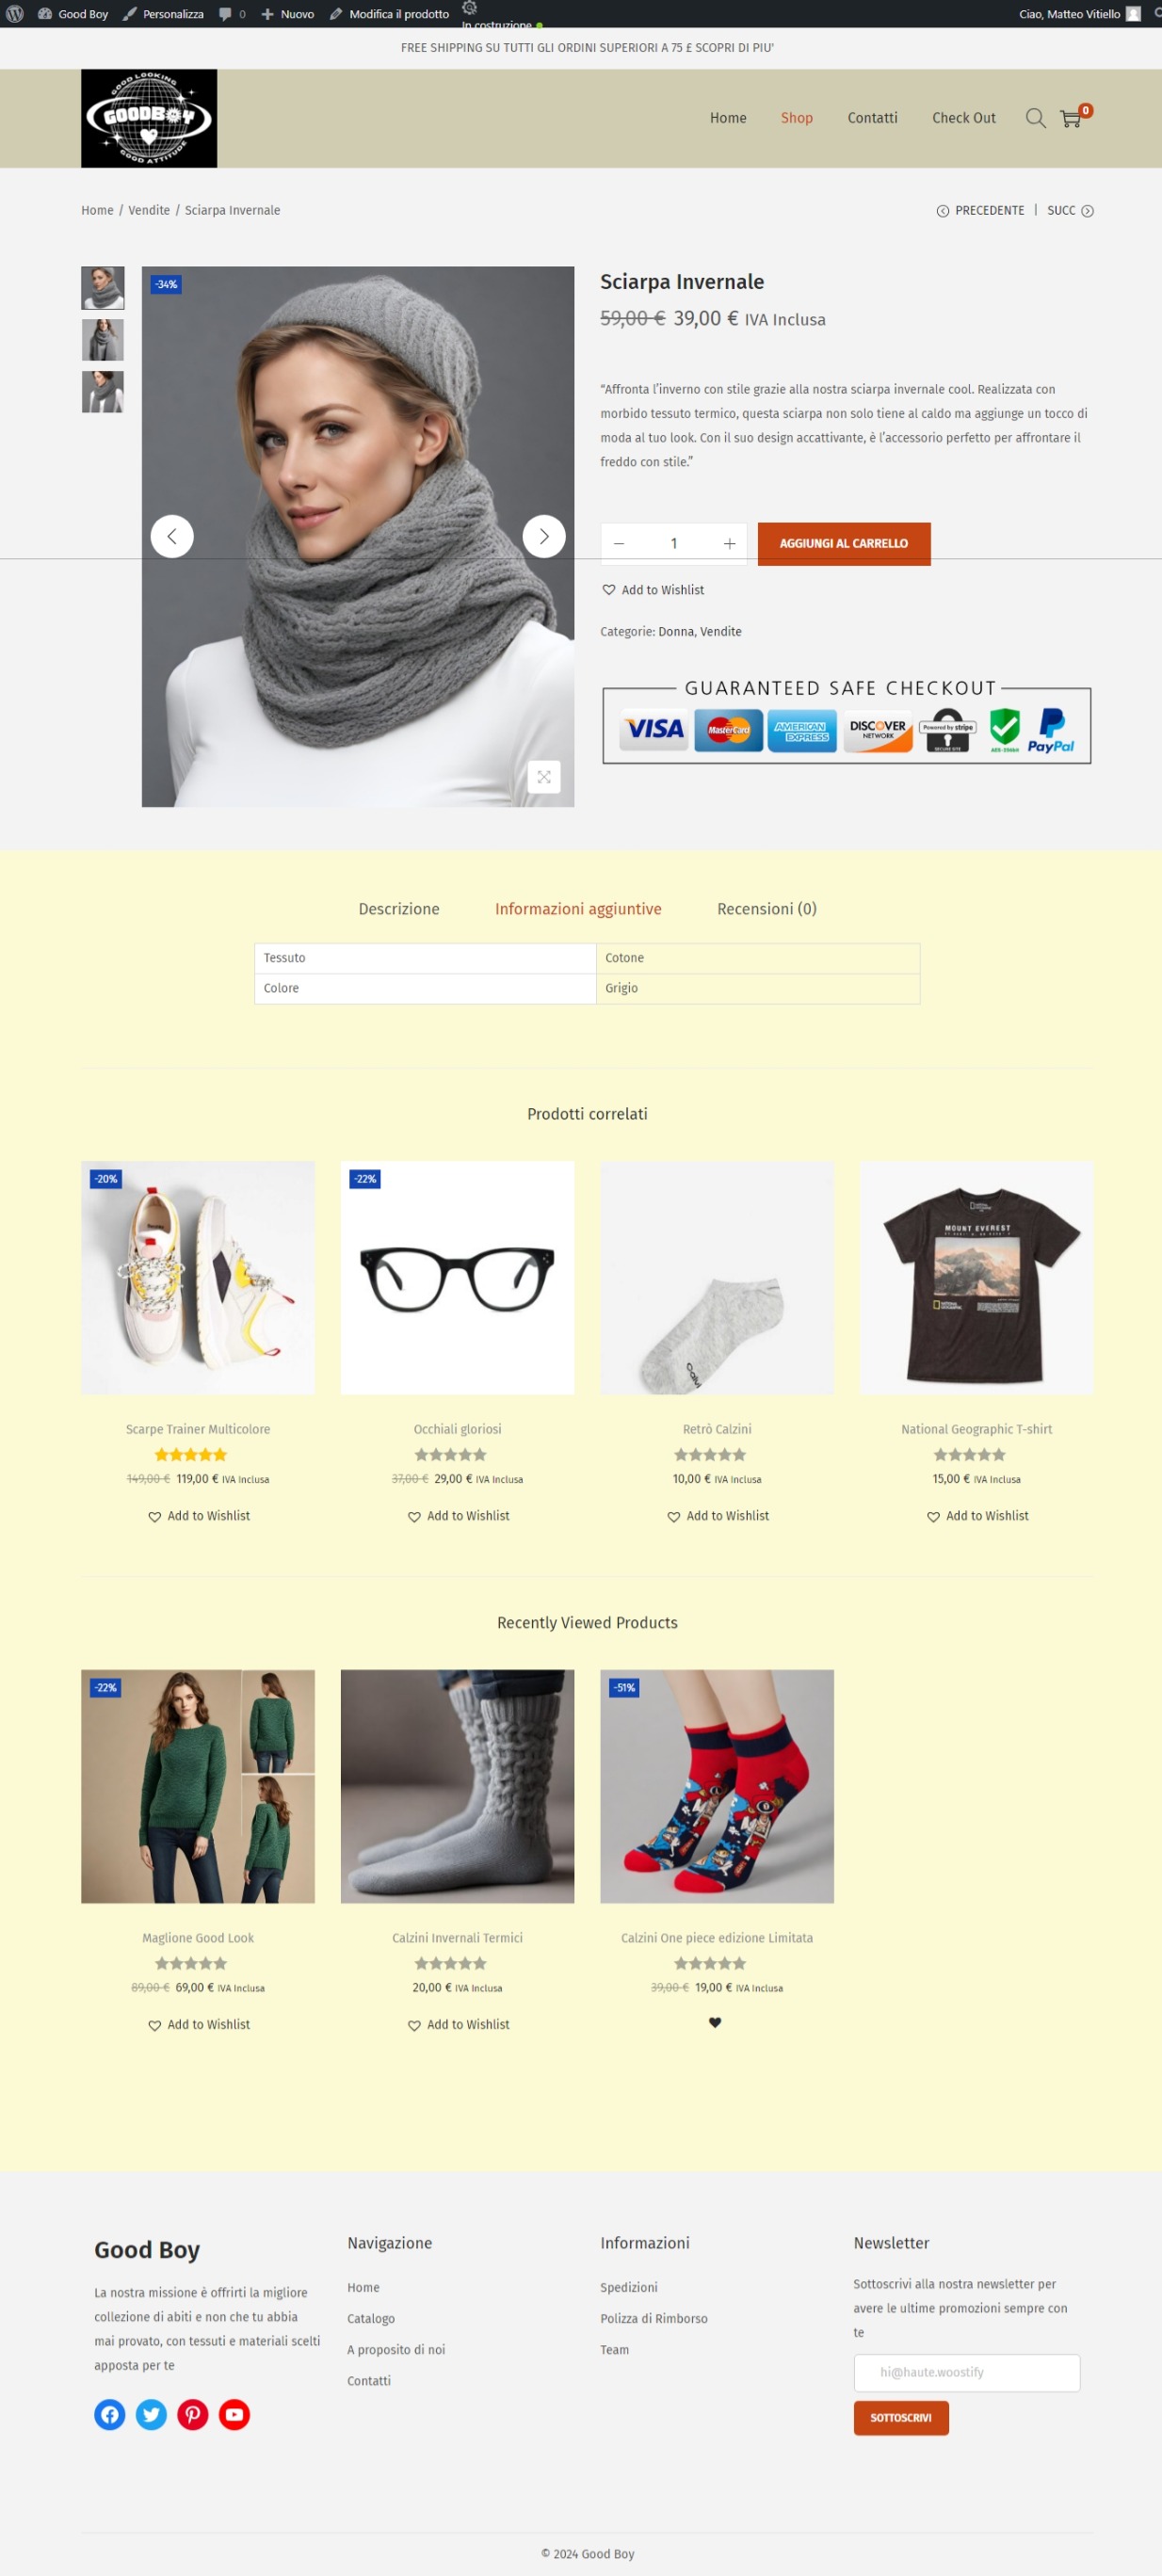 Good Boy Personalizza 0 Nuovo Modifica il prodotto In costruzione Ciao, Matteo Vitiello
FREE SHIPPING SU TUTTI GLI ORDINI SUPERIORI A 75 £ SCOPRI DI PIU'
GOOD LOOKING
GOODBOY
GOOD ATTITUDE
Home Shop Contatti Check Out 0
Home / Vendite / Sciarpa Invernale
PRECEDENTE | SUCC
-34%
Sciarpa Invernale
59,00 € 39,00 € IVA Inclusa
“Affronta l’inverno con stile grazie alla nostra sciarpa invernale cool. Realizzata con
morbido tessuto termico, questa sciarpa non solo tiene al caldo ma aggiunge un tocco di
moda al tuo look. Con il suo design accattivante, è l’accessorio perfetto per affrontare il
freddo con stile.”
1 AGGIUNGI AL CARRELLO
Add to Wishlist
Categorie: Donna, Vendite
GUARANTEED SAFE CHECKOUT
VISA MasterCard AMERICAN EXPRESS DISCOVER NETWORK Powered by stripe SECURE SITE AES-256bit PayPal
Descrizione Informazioni aggiuntive Recensioni (0)
Tessuto Cotone
Colore Grigio
Prodotti correlati
-20% -22%
MOUNT EVEREST
NATIONAL GEOGRAPHIC
Scarpe Trainer Multicolore Occhiali gloriosi Retrò Calzini National Geographic T-shirt
149,00 € 119,00 € IVA Inclusa 37,00 € 29,00 € IVA Inclusa 10,00 € IVA Inclusa 15,00 € IVA Inclusa
Add to Wishlist Add to Wishlist Add to Wishlist Add to Wishlist
Recently Viewed Products
-22% -51%
Maglione Good Look Calzini Invernali Termici Calzini One piece edizione Limitata
89,00 € 69,00 € IVA Inclusa 20,00 € IVA Inclusa 39,00 € 19,00 € IVA Inclusa
Add to Wishlist Add to Wishlist
Good Boy
La nostra missione è offrirti la migliore
collezione di abiti e non che tu abbia
mai provato, con tessuti e materiali scelti
apposta per te
Navigazione
Home
Catalogo
A proposito di noi
Contatti
Informazioni
Spedizioni
Polizza di Rimborso
Team
Newsletter
Sottoscrivi alla nostra newsletter per
avere le ultime promozioni sempre con
te
hi@haute.woostify
SOTTOSCRIVI
© 2024 Good Boy